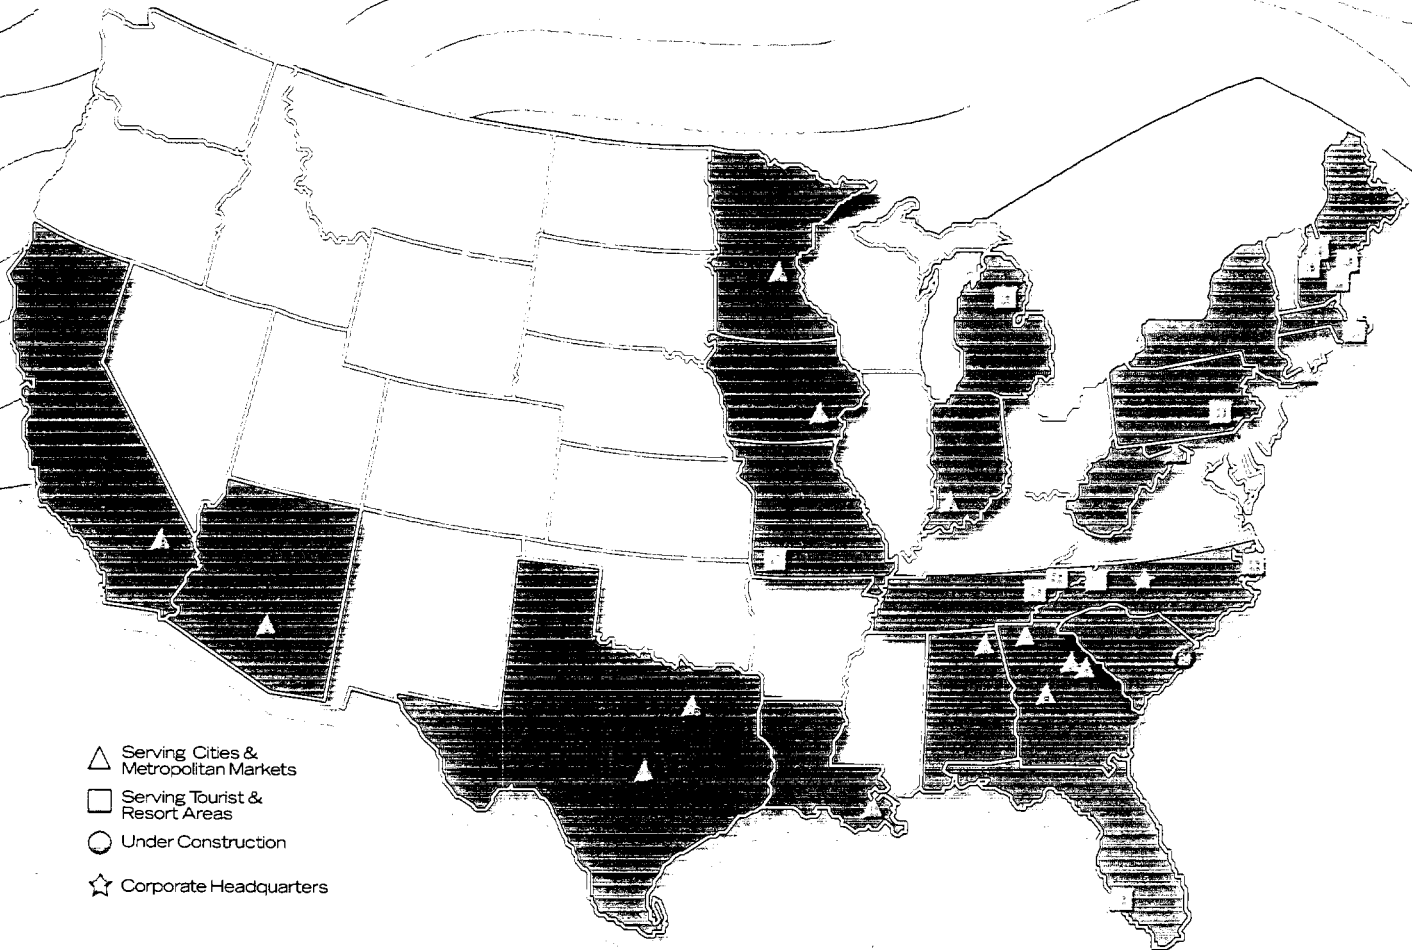 Serving Cities &
Metropolitan Markets
Serving Tourist &
Resort Areas
Under Construction
Corporate Headquarters